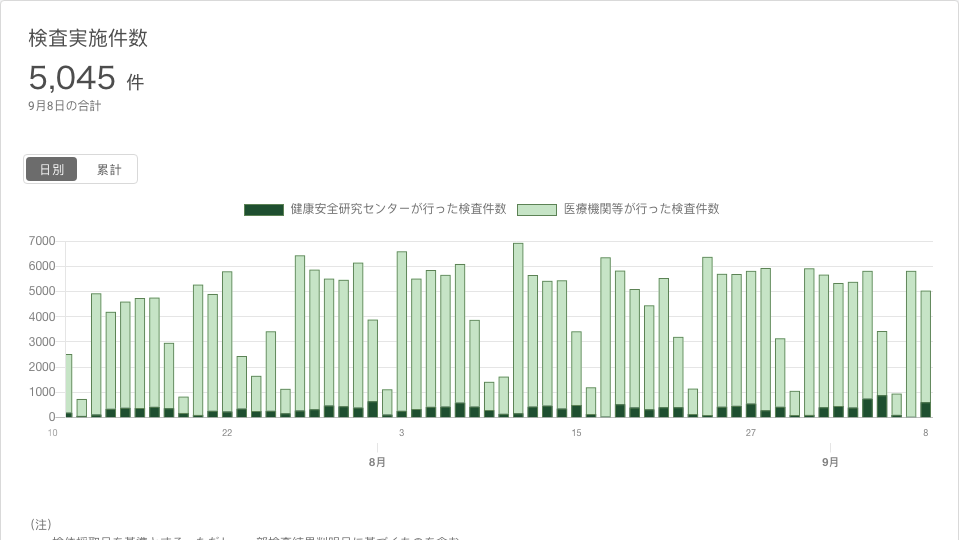 検査実施件数
5,045 件
9月8日の合計
日別 累計
健康安全研究センターが行った検査件数 医療機関等が行った検査件数
7000
6000
5000
4000
3000
2000
1000
0
10 22 3 15 27 8
8月 9月
（注）